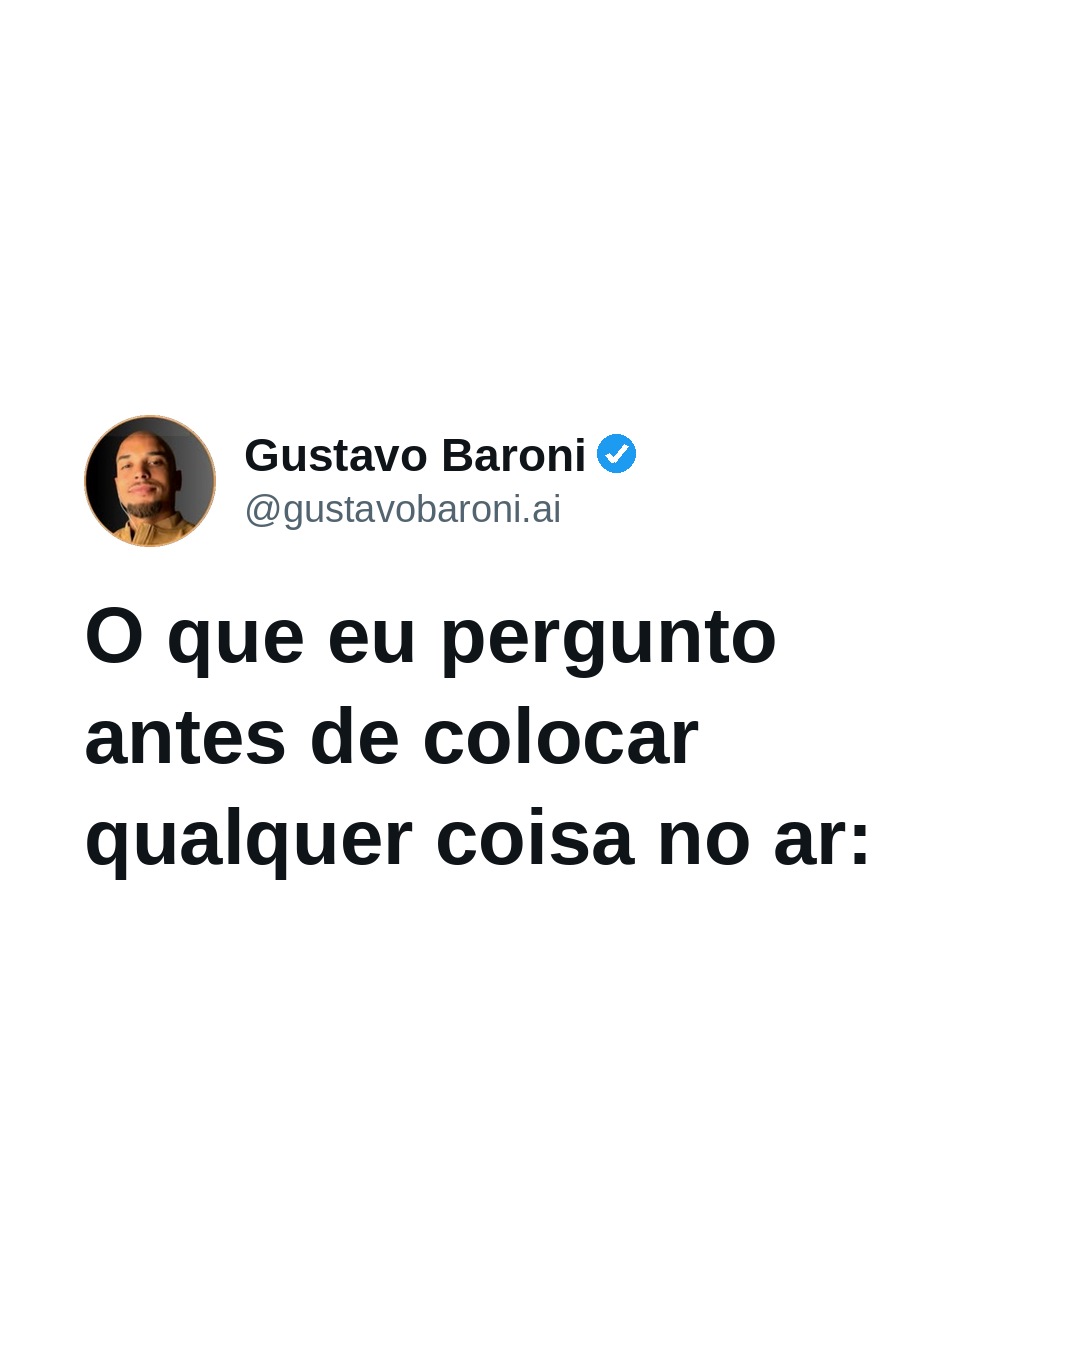 Gustavo Baroni
@gustavobaroni.ai
O que eu pergunto
antes de colocar
qualquer coisa no ar: